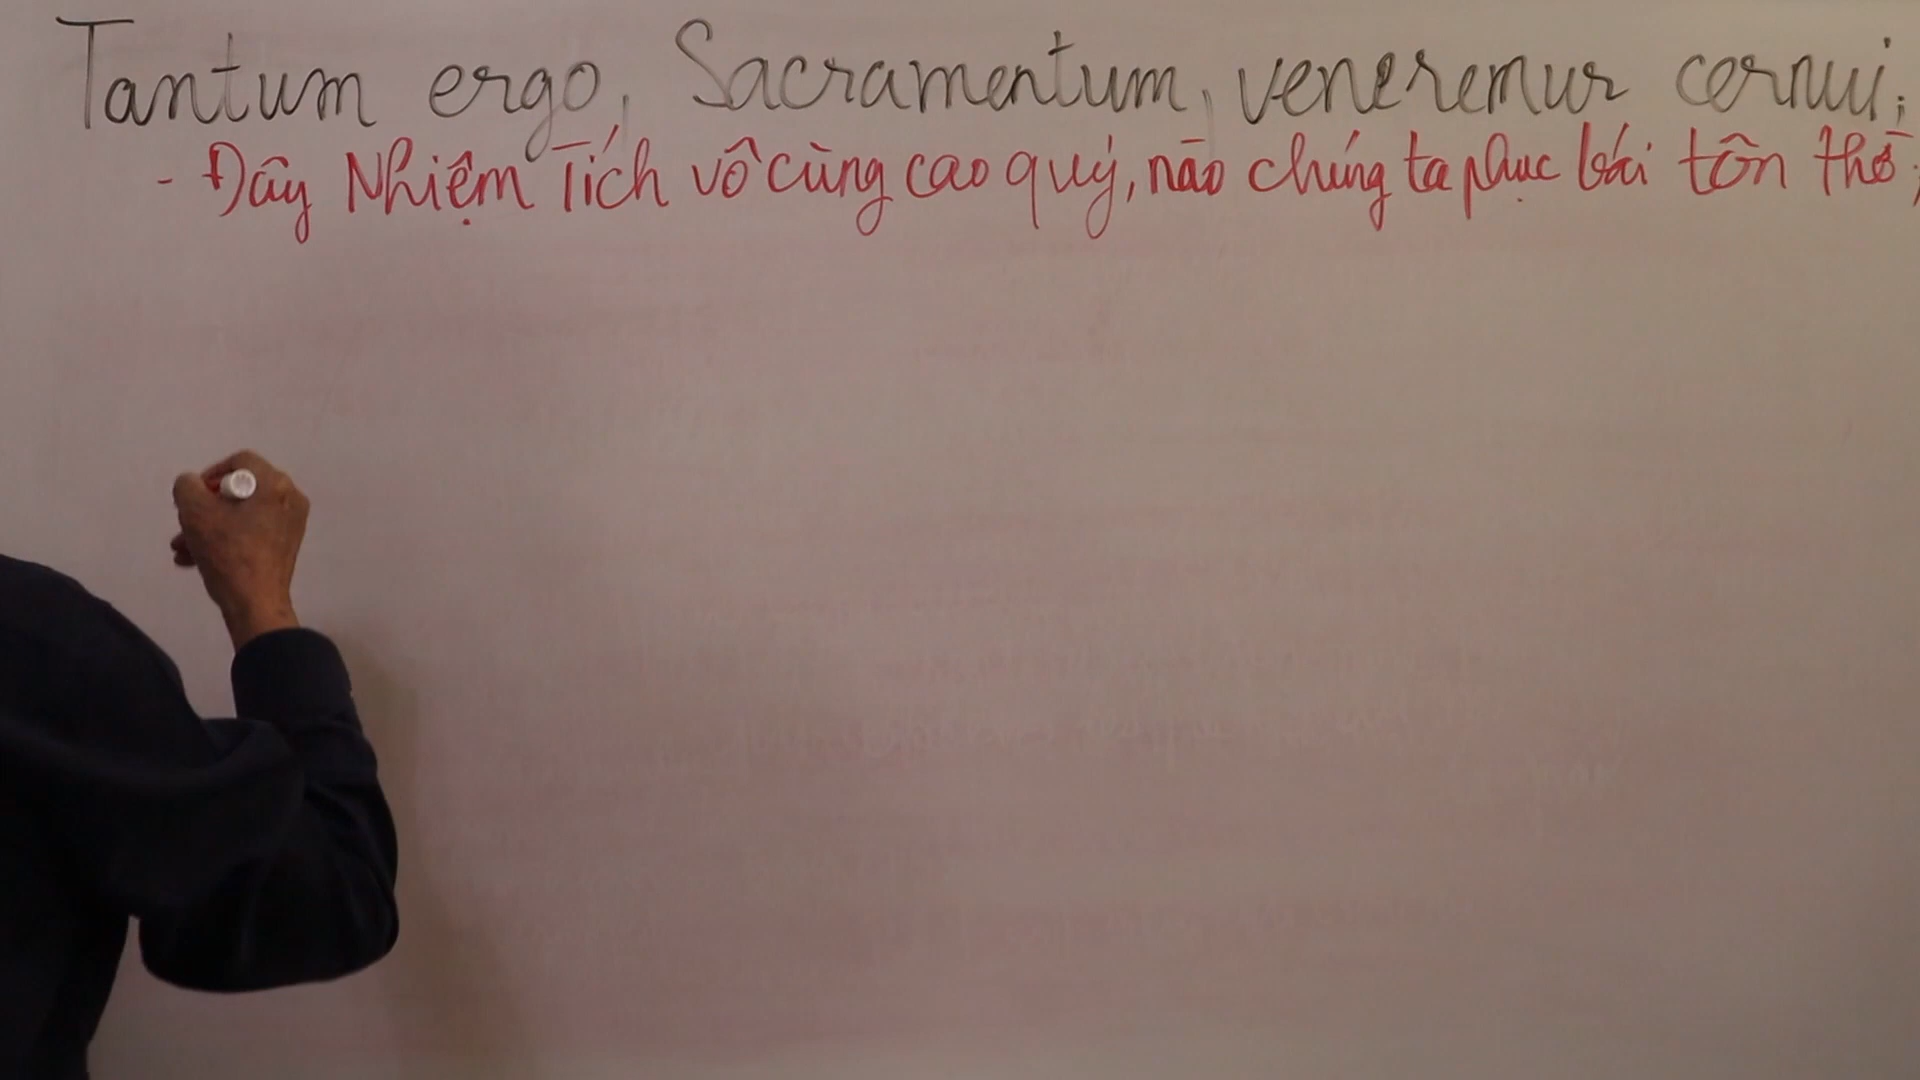 Tantum ergo, Sacramentum, veneremur cernui;
- Đây Nhiệm Tích vô cùng cao quý, nào chúng ta phục bái tôn thờ;